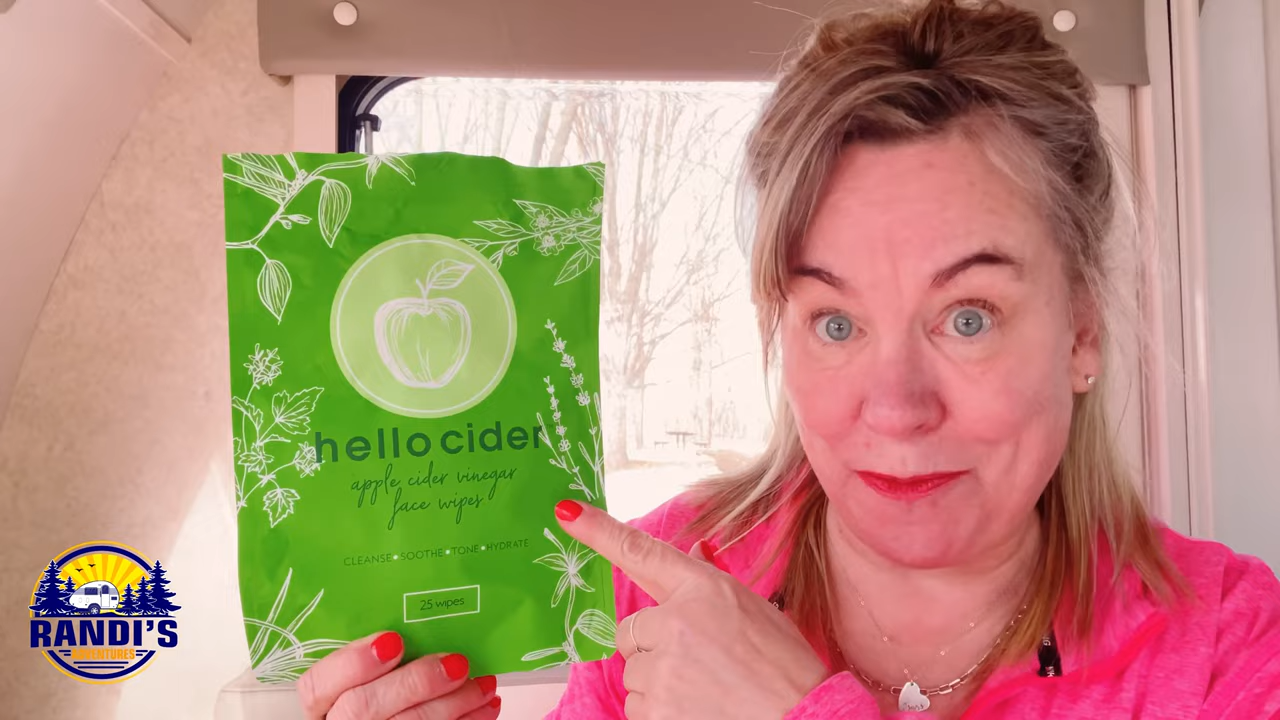 hello cider
apple cider vinegar
face wipes
CLEANSE • SOOTHE • TONE • HYDRATE
25 wipes
RANDI'S
ADVENTURES